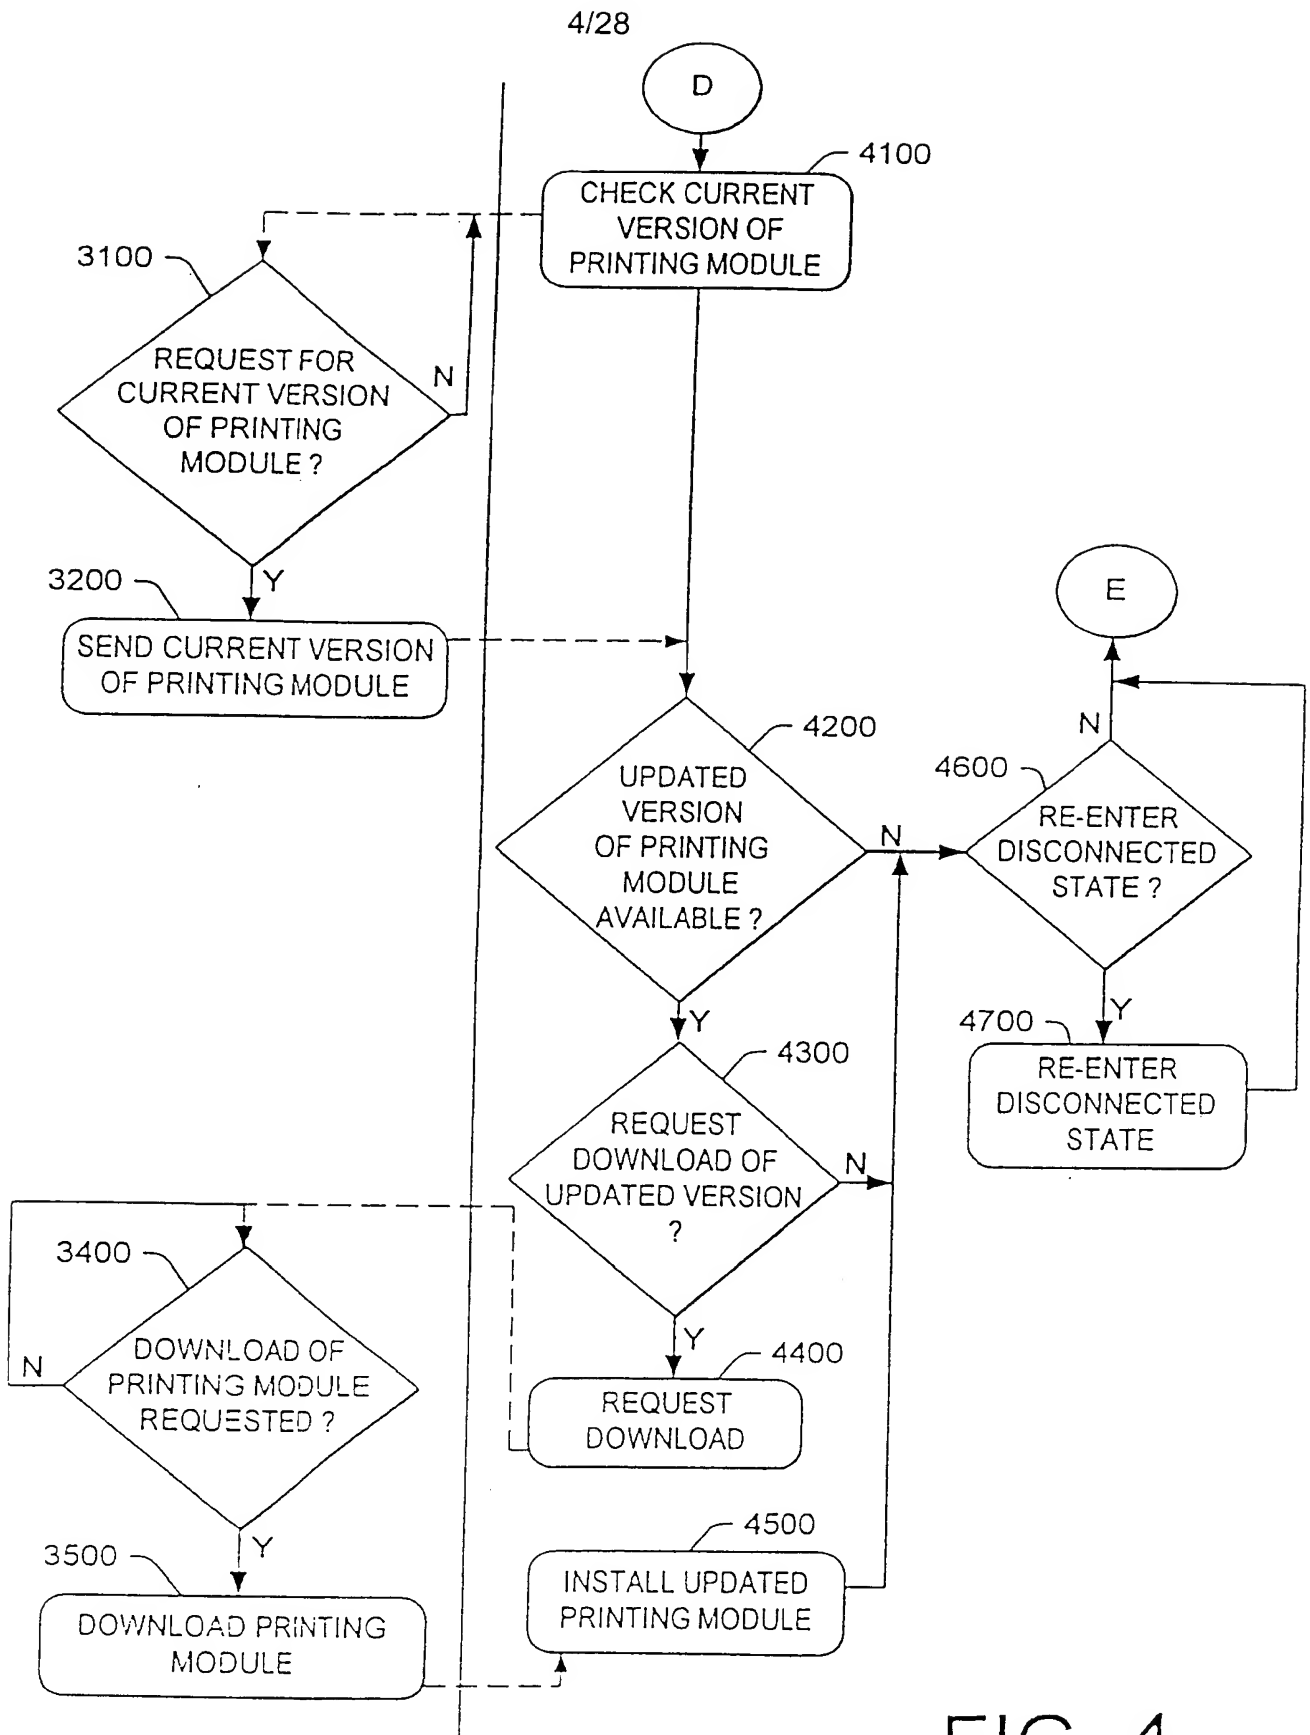 4/28
D
4100
CHECK CURRENT
VERSION OF
PRINTING MODULE
3100
REQUEST FOR
CURRENT VERSION
OF PRINTING
MODULE ?
N
Y
3200
SEND CURRENT VERSION
OF PRINTING MODULE
E
N
4200
UPDATED
VERSION
OF PRINTING
MODULE
AVAILABLE ?
N
Y
4600
RE-ENTER
DISCONNECTED
STATE ?
Y
4700
RE-ENTER
DISCONNECTED
STATE
4300
REQUEST
DOWNLOAD OF
UPDATED VERSION
?
N
Y
3400
DOWNLOAD OF
PRINTING MODULE
REQUESTED ?
N
Y
4400
REQUEST
DOWNLOAD
3500
DOWNLOAD PRINTING
MODULE
4500
INSTALL UPDATED
PRINTING MODULE
FIG. 4